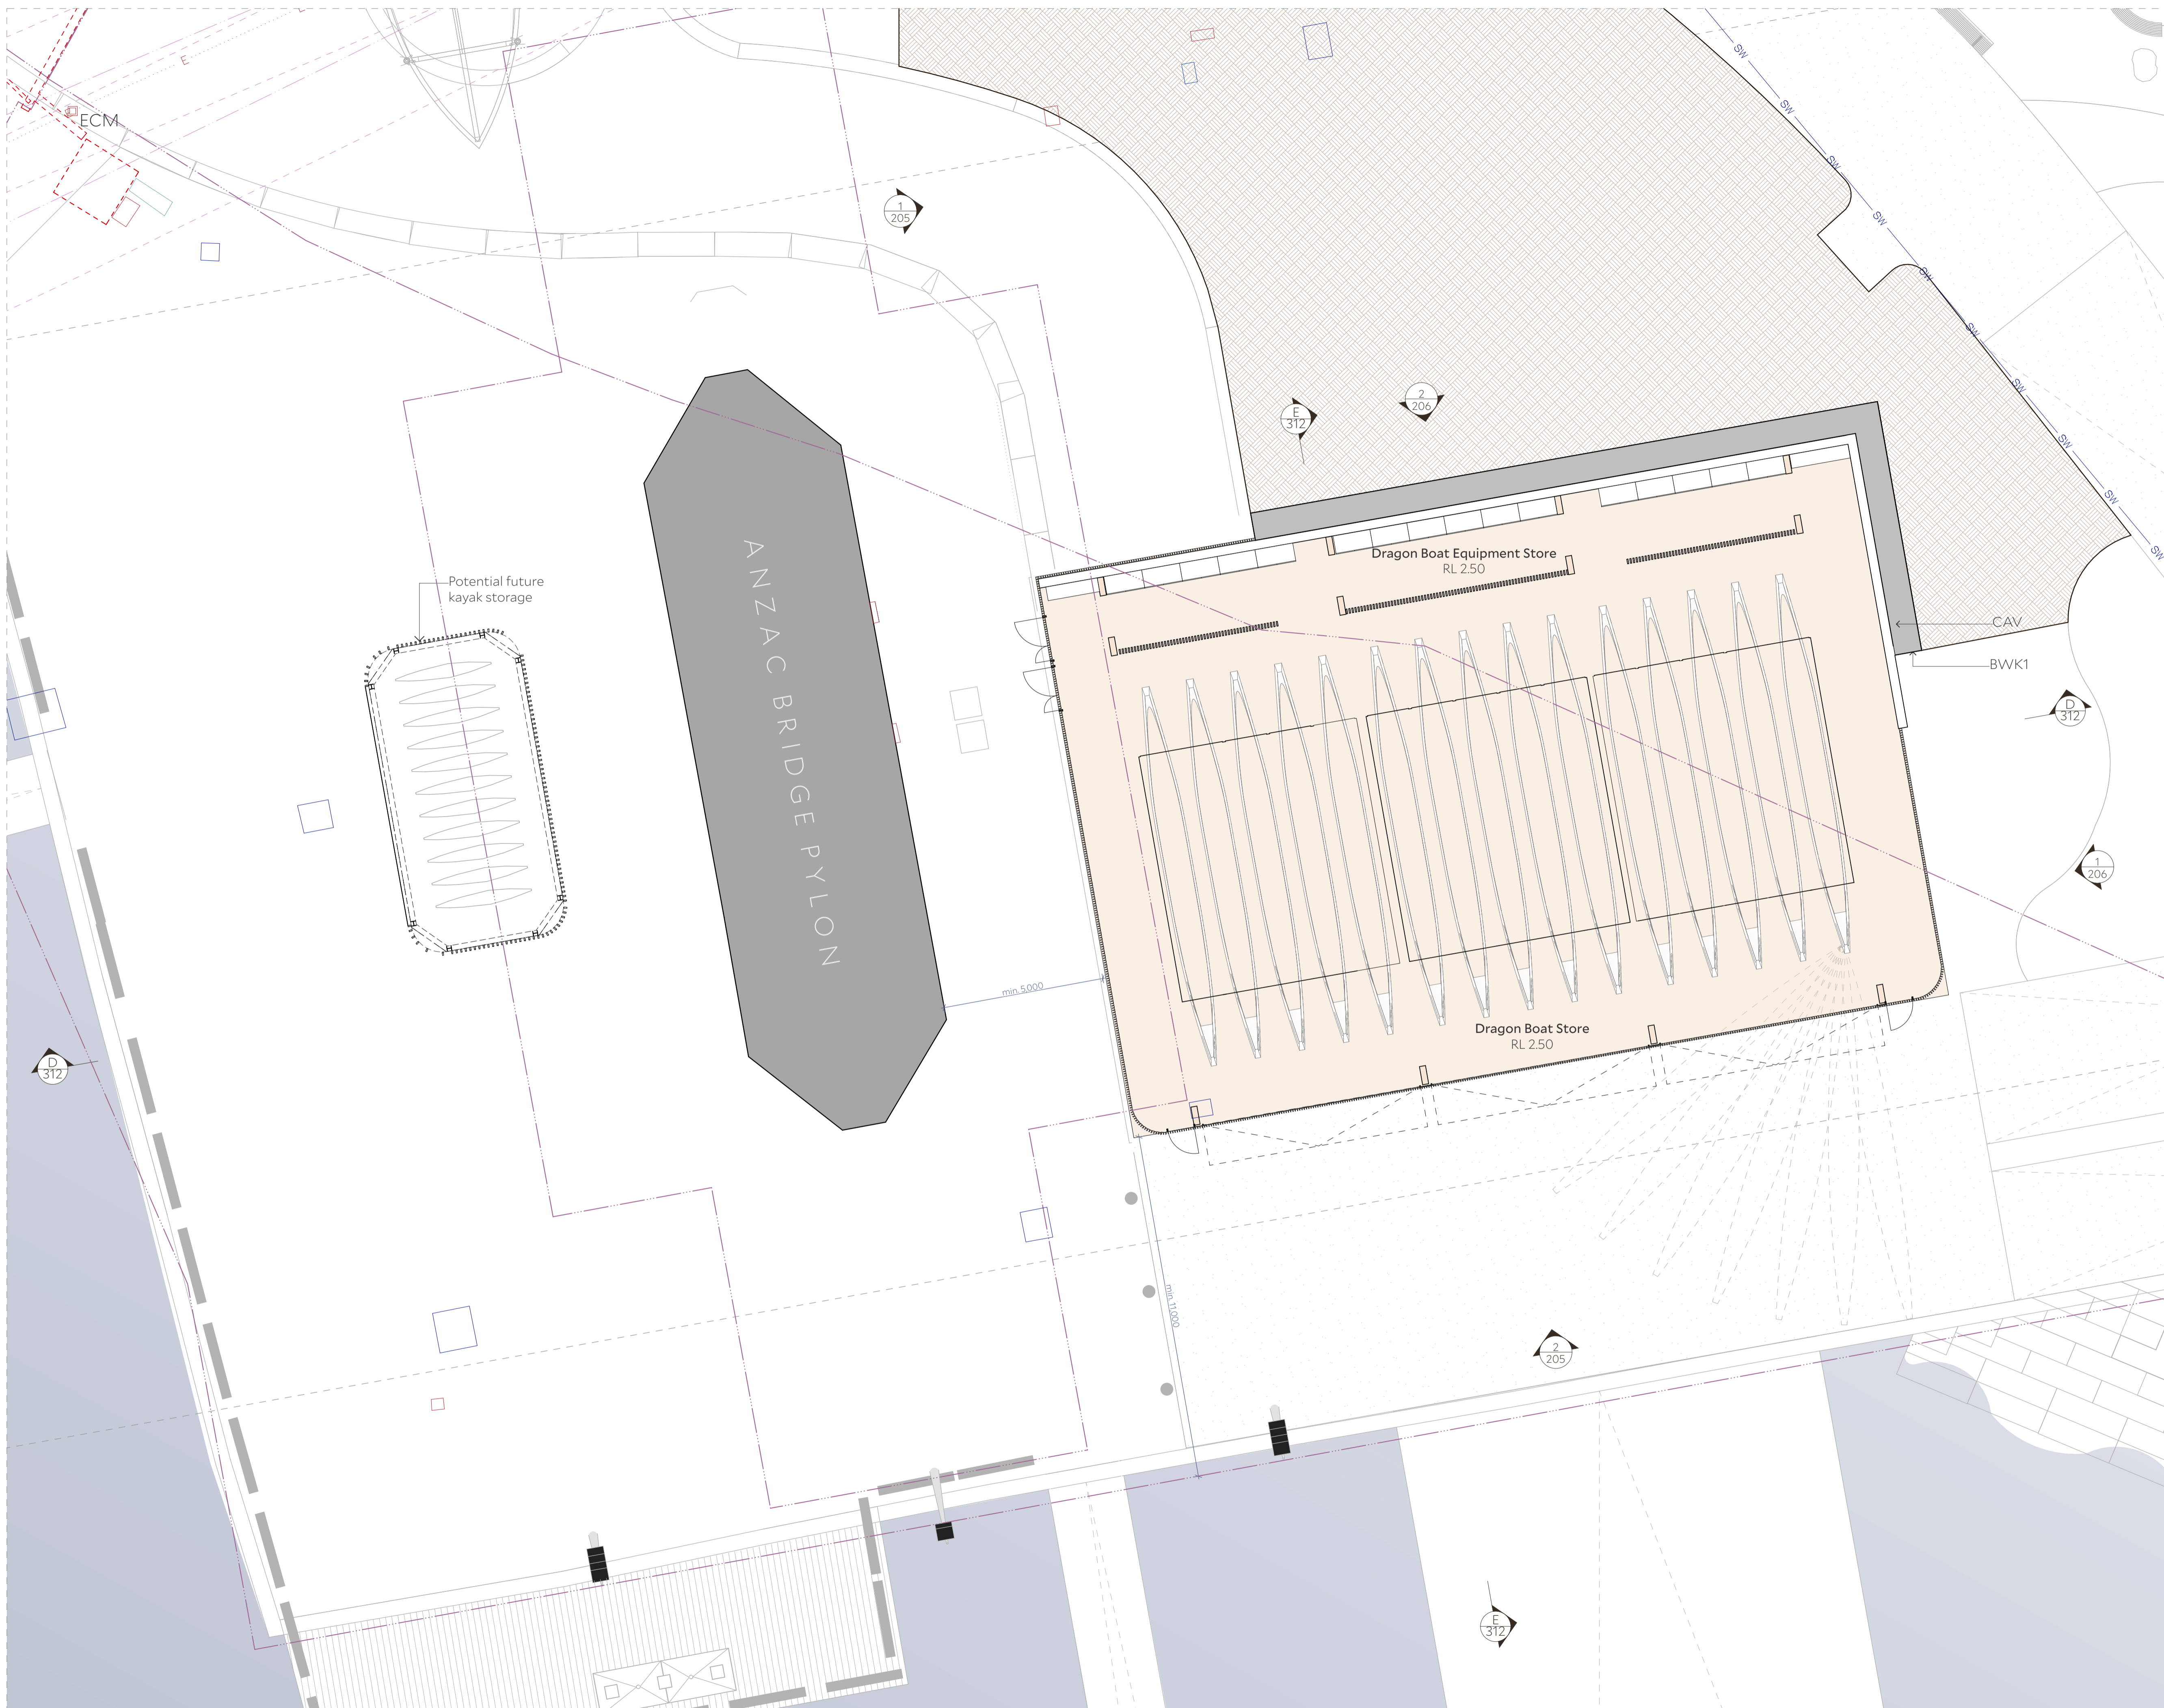 SW
E
SW
ECM
SW
1
205
SW
SW
SW
SW
2
206
E
312
SW
SW
Dragon Boat Equipment Store
RL 2.50
SW
Potential future
kayak storage
CAV
BWK1
D
312
ANZAC BRIDGE PYLON
1
206
min. 5,000
Dragon Boat Store
RL 2.50
D
312
min. 11,000
2
205
E
312